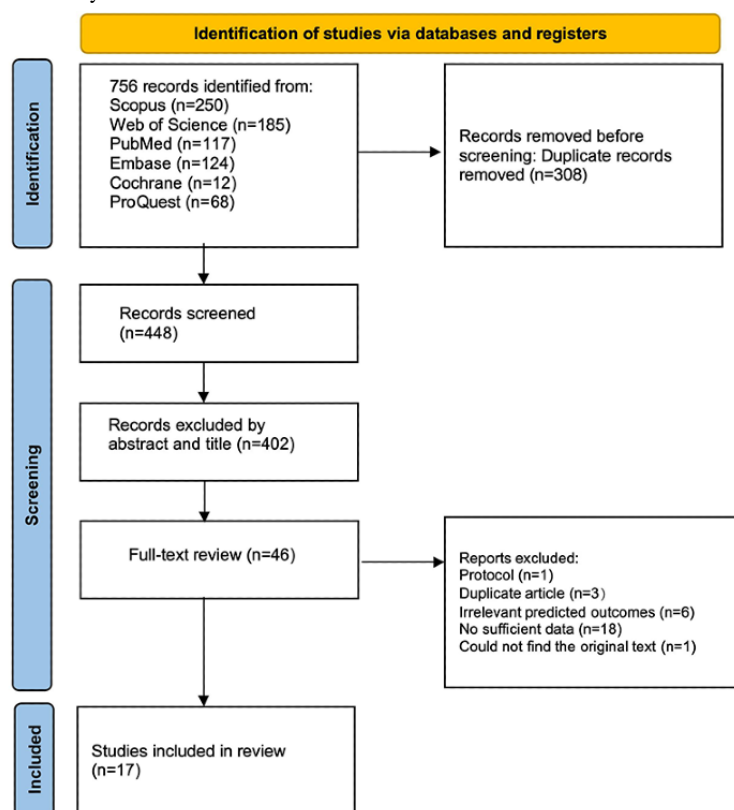 Identification of studies via databases and registers
Identification
756 records identified from:
Scopus (n=250)
Web of Science (n=185)
PubMed (n=117)
Embase (n=124)
Cochrane (n=12)
ProQuest (n=68)
Records removed before
screening: Duplicate records
removed (n=308)
Screening
Records screened
(n=448)
Records excluded by
abstract and title (n=402)
Full-text review (n=46)
Reports excluded:
Protocol (n=1)
Duplicate article (n=3)
Irrelevant predicted outcomes (n=6)
No sufficient data (n=18)
Could not find the original text (n=1)
Included
Studies included in review
(n=17)